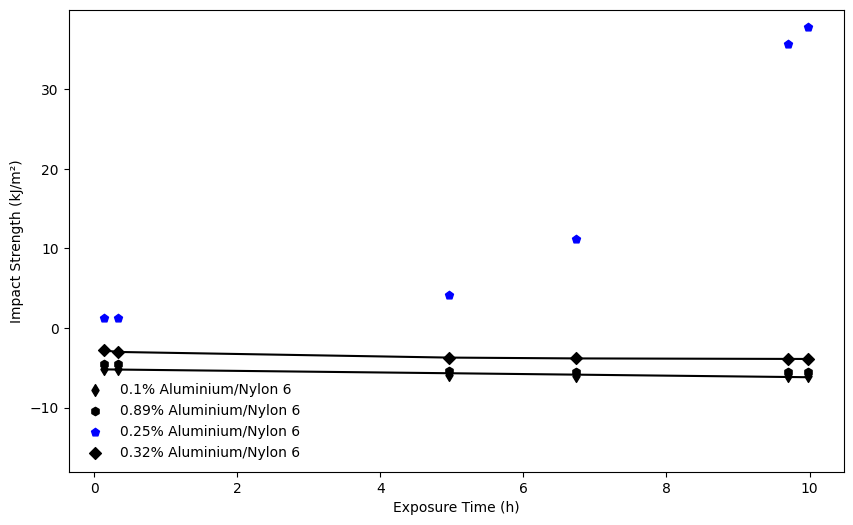 30
20
10
0
−10
Impact Strength (kJ/m²)
0.1% Aluminium/Nylon 6
0.89% Aluminium/Nylon 6
0.25% Aluminium/Nylon 6
0.32% Aluminium/Nylon 6
0 2 4 6 8 10
Exposure Time (h)